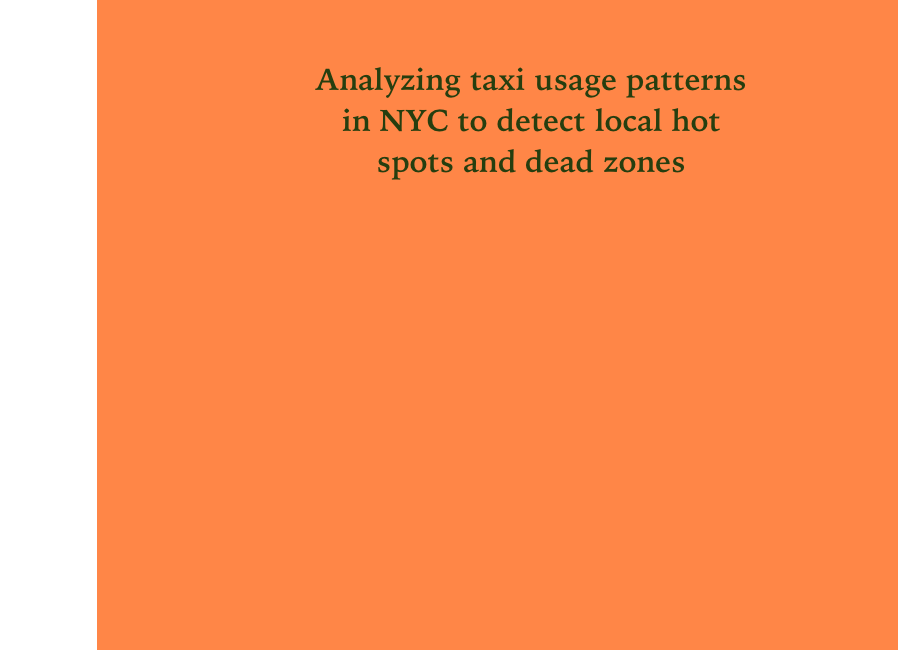 Analyzing taxi usage patterns
in NYC to detect local hot
spots and dead zones